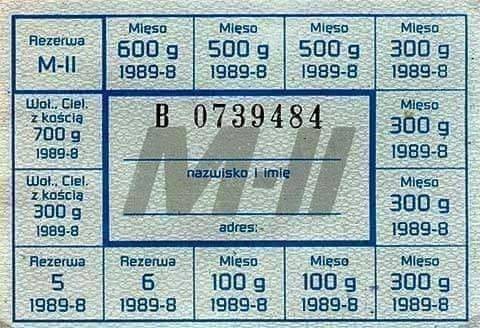 Rezerwa
M-II
Mięso
600 g
1989-8
Mięso
500 g
1989-8
Mięso
500 g
1989-8
Mięso
300 g
1989-8
Woł., Ciel.
z kością
700 g
1989-8
B 0739484
M-II
nazwisko i imię
adres:
Mięso
300 g
1989-8
Woł., Ciel.
z kością
300 g
1989-8
Mięso
300 g
1989-8
Rezerwa
5
1989-8
Rezerwa
6
1989-8
Mięso
100 g
1989-8
Mięso
100 g
1989-8
Mięso
300 g
1989-8